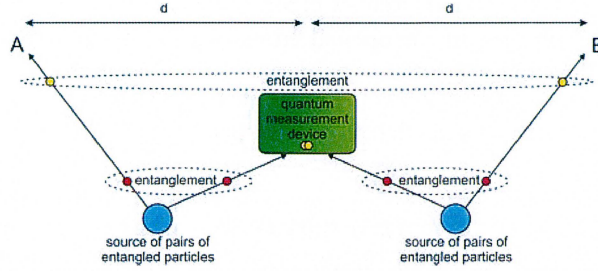 d d
A B
entanglement
quantum
measurement
device
entanglement entanglement
source of pairs of source of pairs of
entangled particles entangled particles